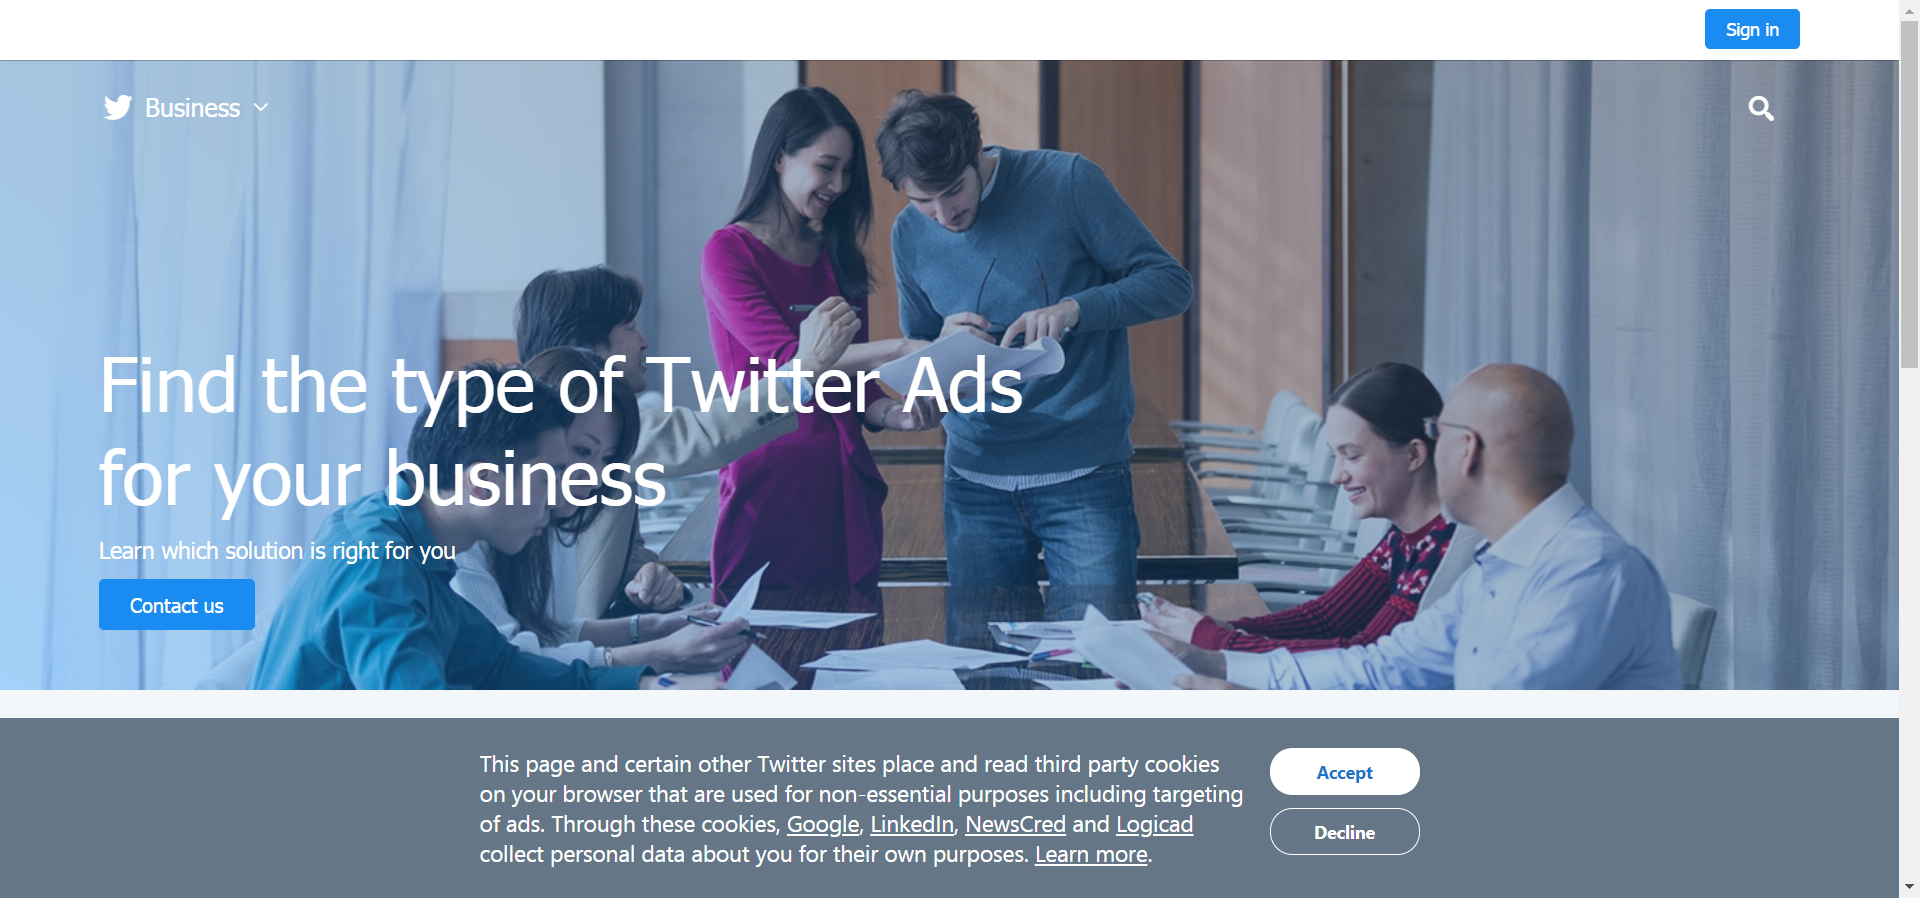 Sign in
Business
Find the type of Twitter Ads
for your business
Learn which solution is right for you
Contact us
This page and certain other Twitter sites place and read third party cookies
on your browser that are used for non-essential purposes including targeting
of ads. Through these cookies, Google, LinkedIn, NewsCred and Logicad
collect personal data about you for their own purposes. Learn more.
Accept
Decline